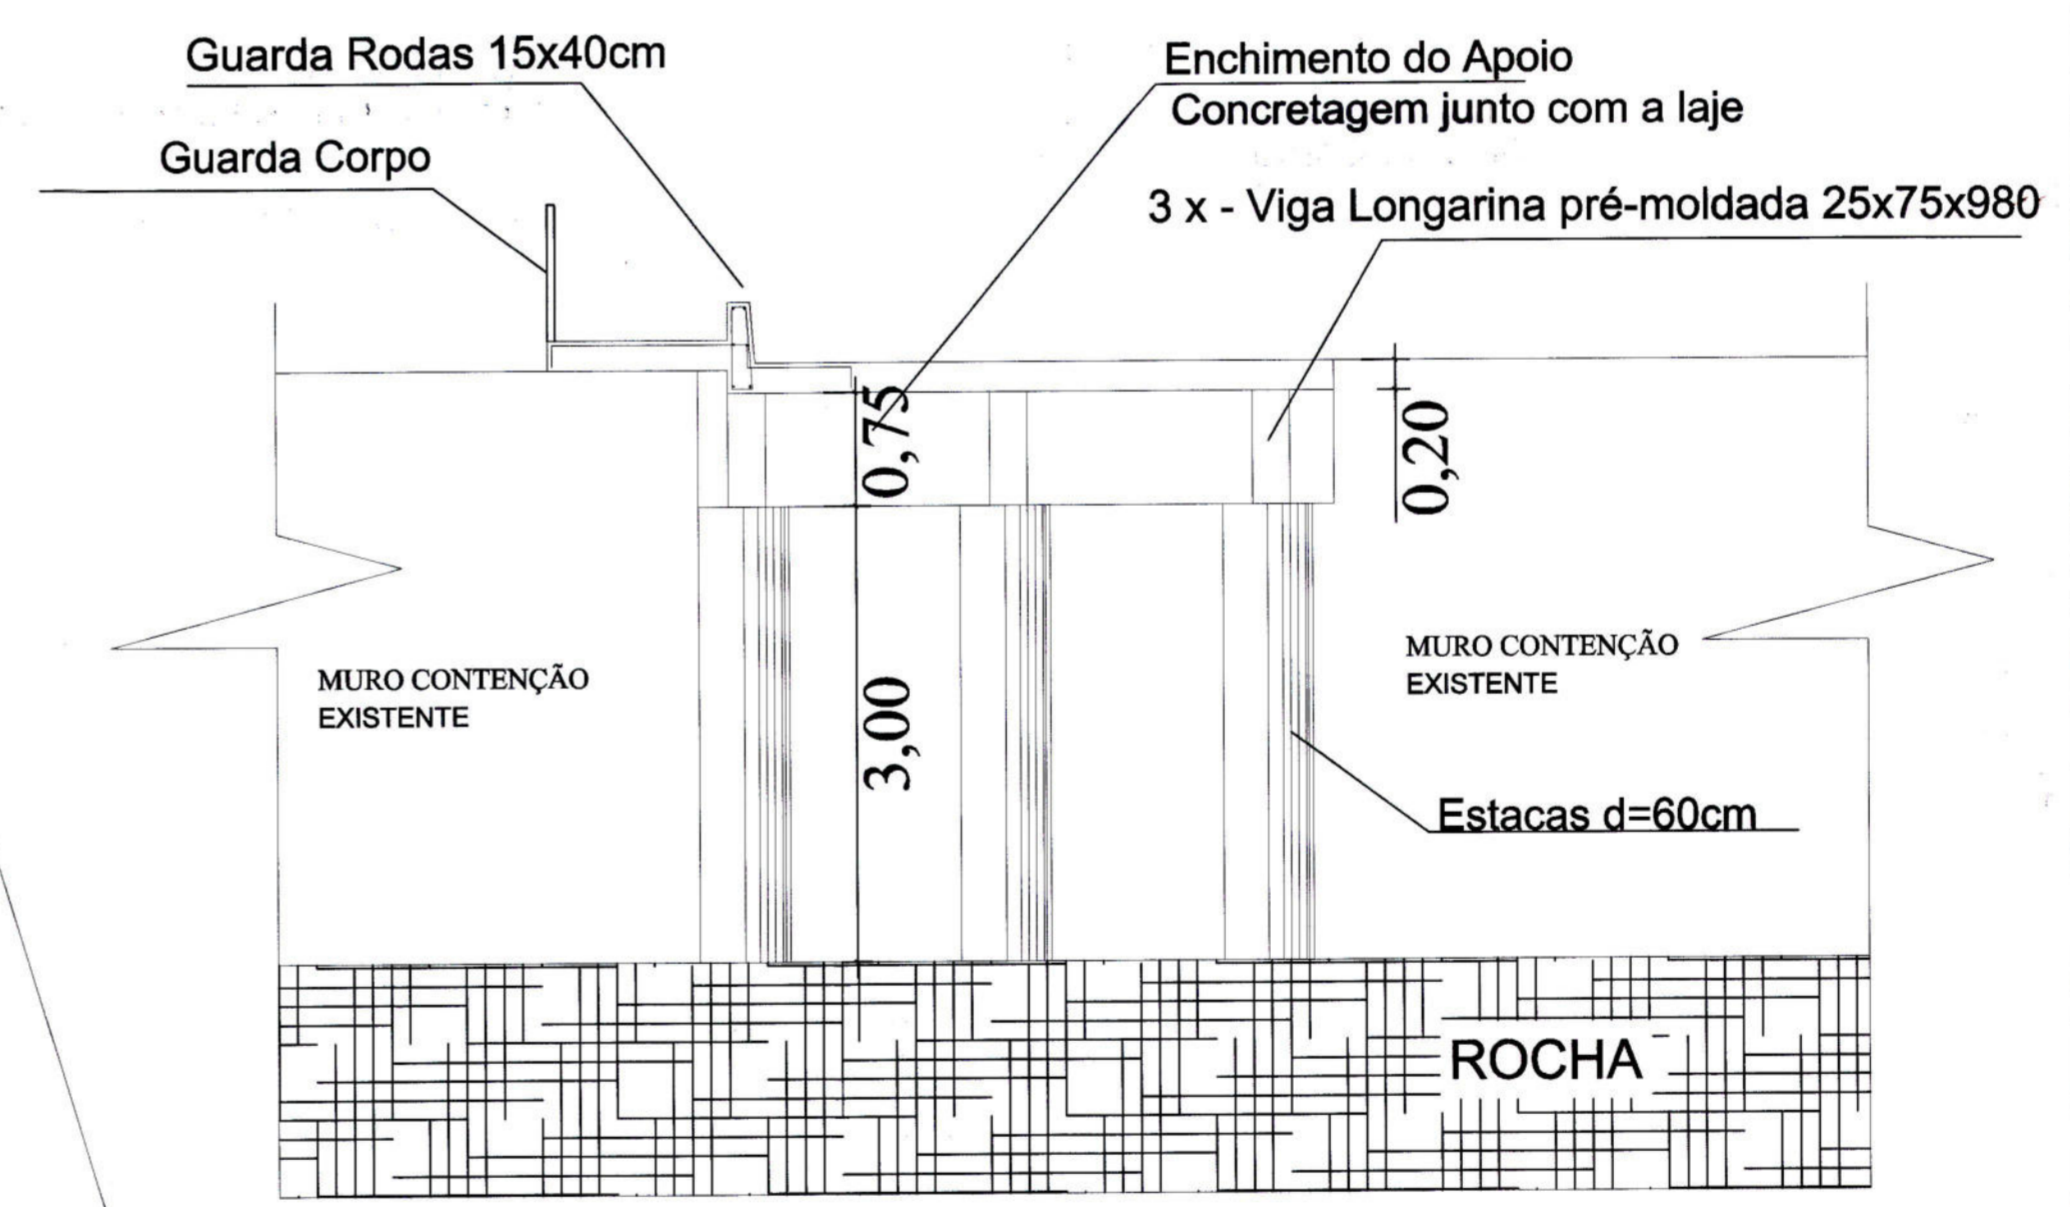 Guarda Rodas 15x40cm
Enchimento do Apoio
Concretagem junto com a laje
Guarda Corpo
3 x - Viga Longarina pré-moldada 25x75x980
0,75
0,20
MURO CONTENÇÃO
EXISTENTE
3,00
MURO CONTENÇÃO
EXISTENTE
Estacas d=60cm
ROCHA